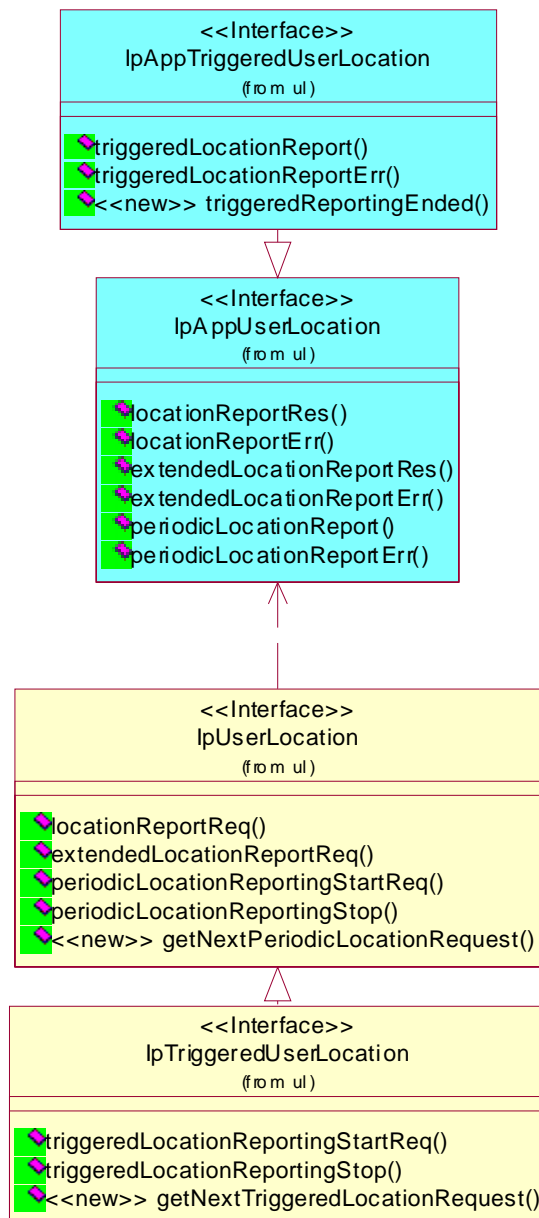 <<Interface>>
IpAppTriggeredUserLocation
(from ul)
triggeredLocationReport()
triggeredLocationReportErr()
<<new>> triggeredReportingEnded()
<<Interface>>
IpAppUserLocation
(from ul)
locationReportRes()
locationReportErr()
extendedLocationReportRes()
extendedLocationReportErr()
periodicLocationReport()
periodicLocationReportErr()
<<Interface>>
IpUserLocation
(from ul)
locationReportReq()
extendedLocationReportReq()
periodicLocationReportingStartReq()
periodicLocationReportingStop()
<<new>> getNextPeriodicLocationRequest()
<<Interface>>
IpTriggeredUserLocation
(from ul)
triggeredLocationReportingStartReq()
triggeredLocationReportingStop()
<<new>> getNextTriggeredLocationRequest()